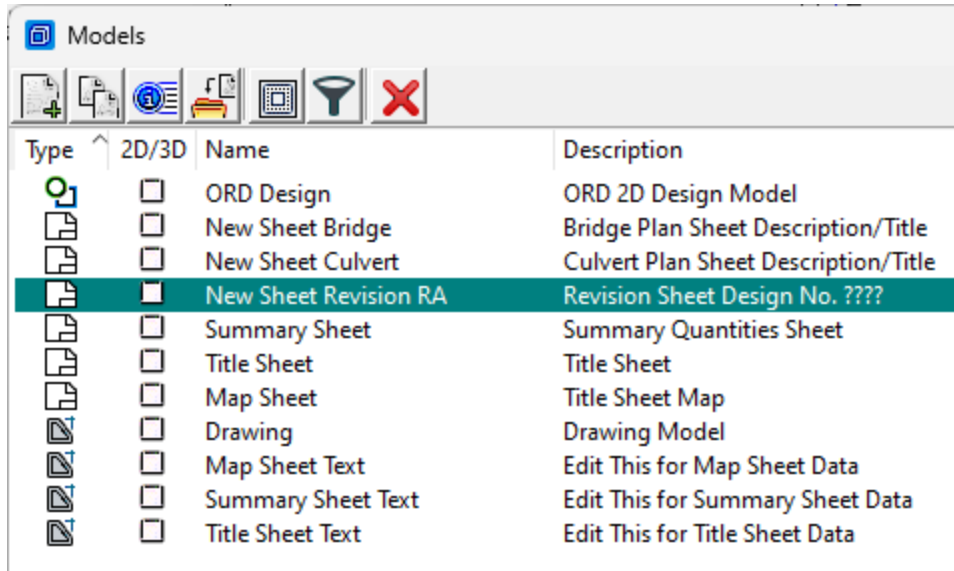 Models
Type 2D/3D Name Description
ORD Design ORD 2D Design Model
New Sheet Bridge Bridge Plan Sheet Description/Title
New Sheet Culvert Culvert Plan Sheet Description/Title
New Sheet Revision RA Revision Sheet Design No. ????
Summary Sheet Summary Quantities Sheet
Title Sheet Title Sheet
Map Sheet Title Sheet Map
Drawing Drawing Model
Map Sheet Text Edit This for Map Sheet Data
Summary Sheet Text Edit This for Summary Sheet Data
Title Sheet Text Edit This for Title Sheet Data